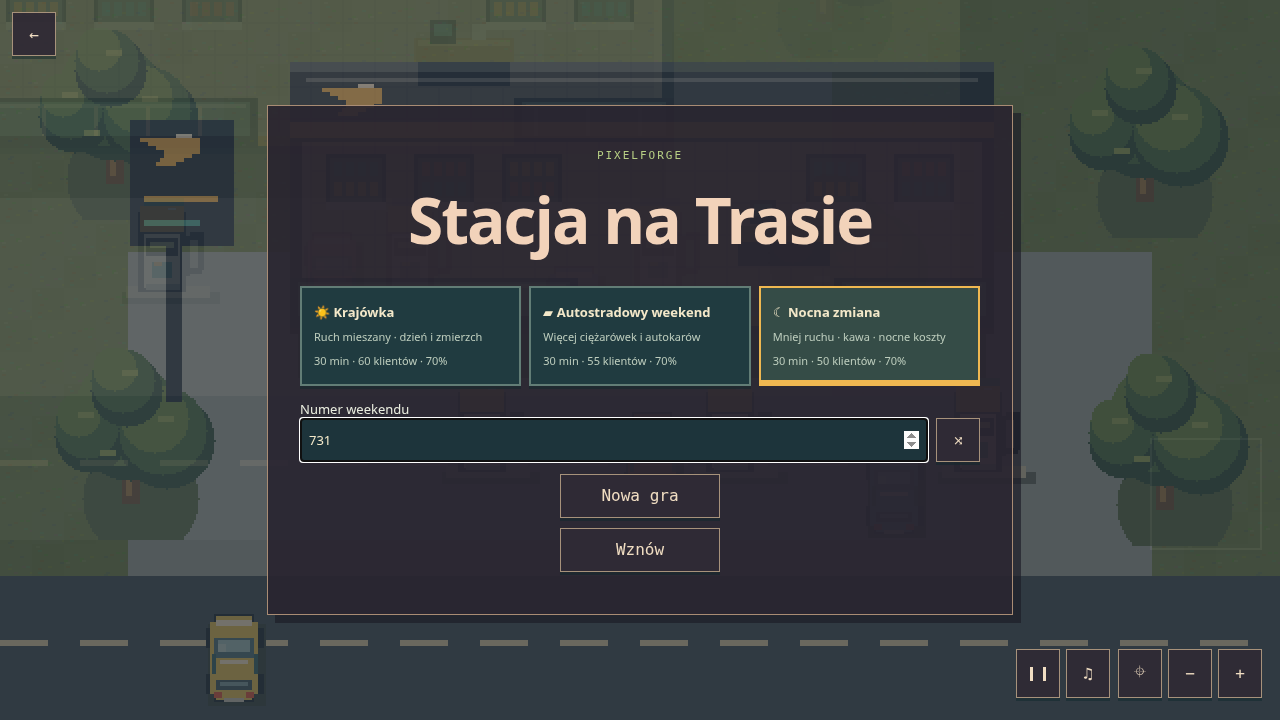 ←
PIXELFORGE
Stacja na Trasie
☀️ Krajówka
Ruch mieszany · dzień i zmierzch
30 min · 60 klientów · 70%
▰ Autostradowy weekend
Więcej ciężarówek i autokarów
30 min · 55 klientów · 70%
☾ Nocna zmiana
Mniej ruchu · kawa · nocne koszty
30 min · 50 klientów · 70%
Numer weekendu
731
⤨
Nowa gra
Wznów
❙❙ ♫ ⌖ − +